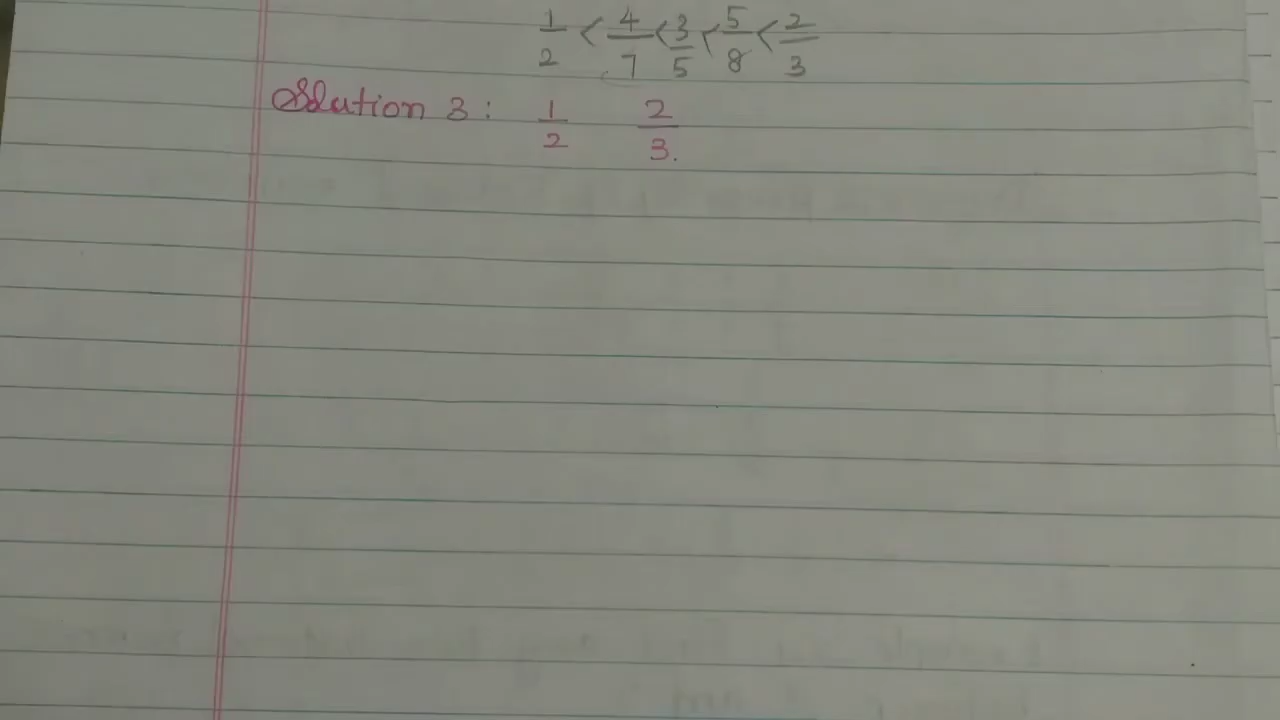 1/2 < 4/7 < 3/5 < 5/8 < 2/3
Solution 3: 1/2 2/3.